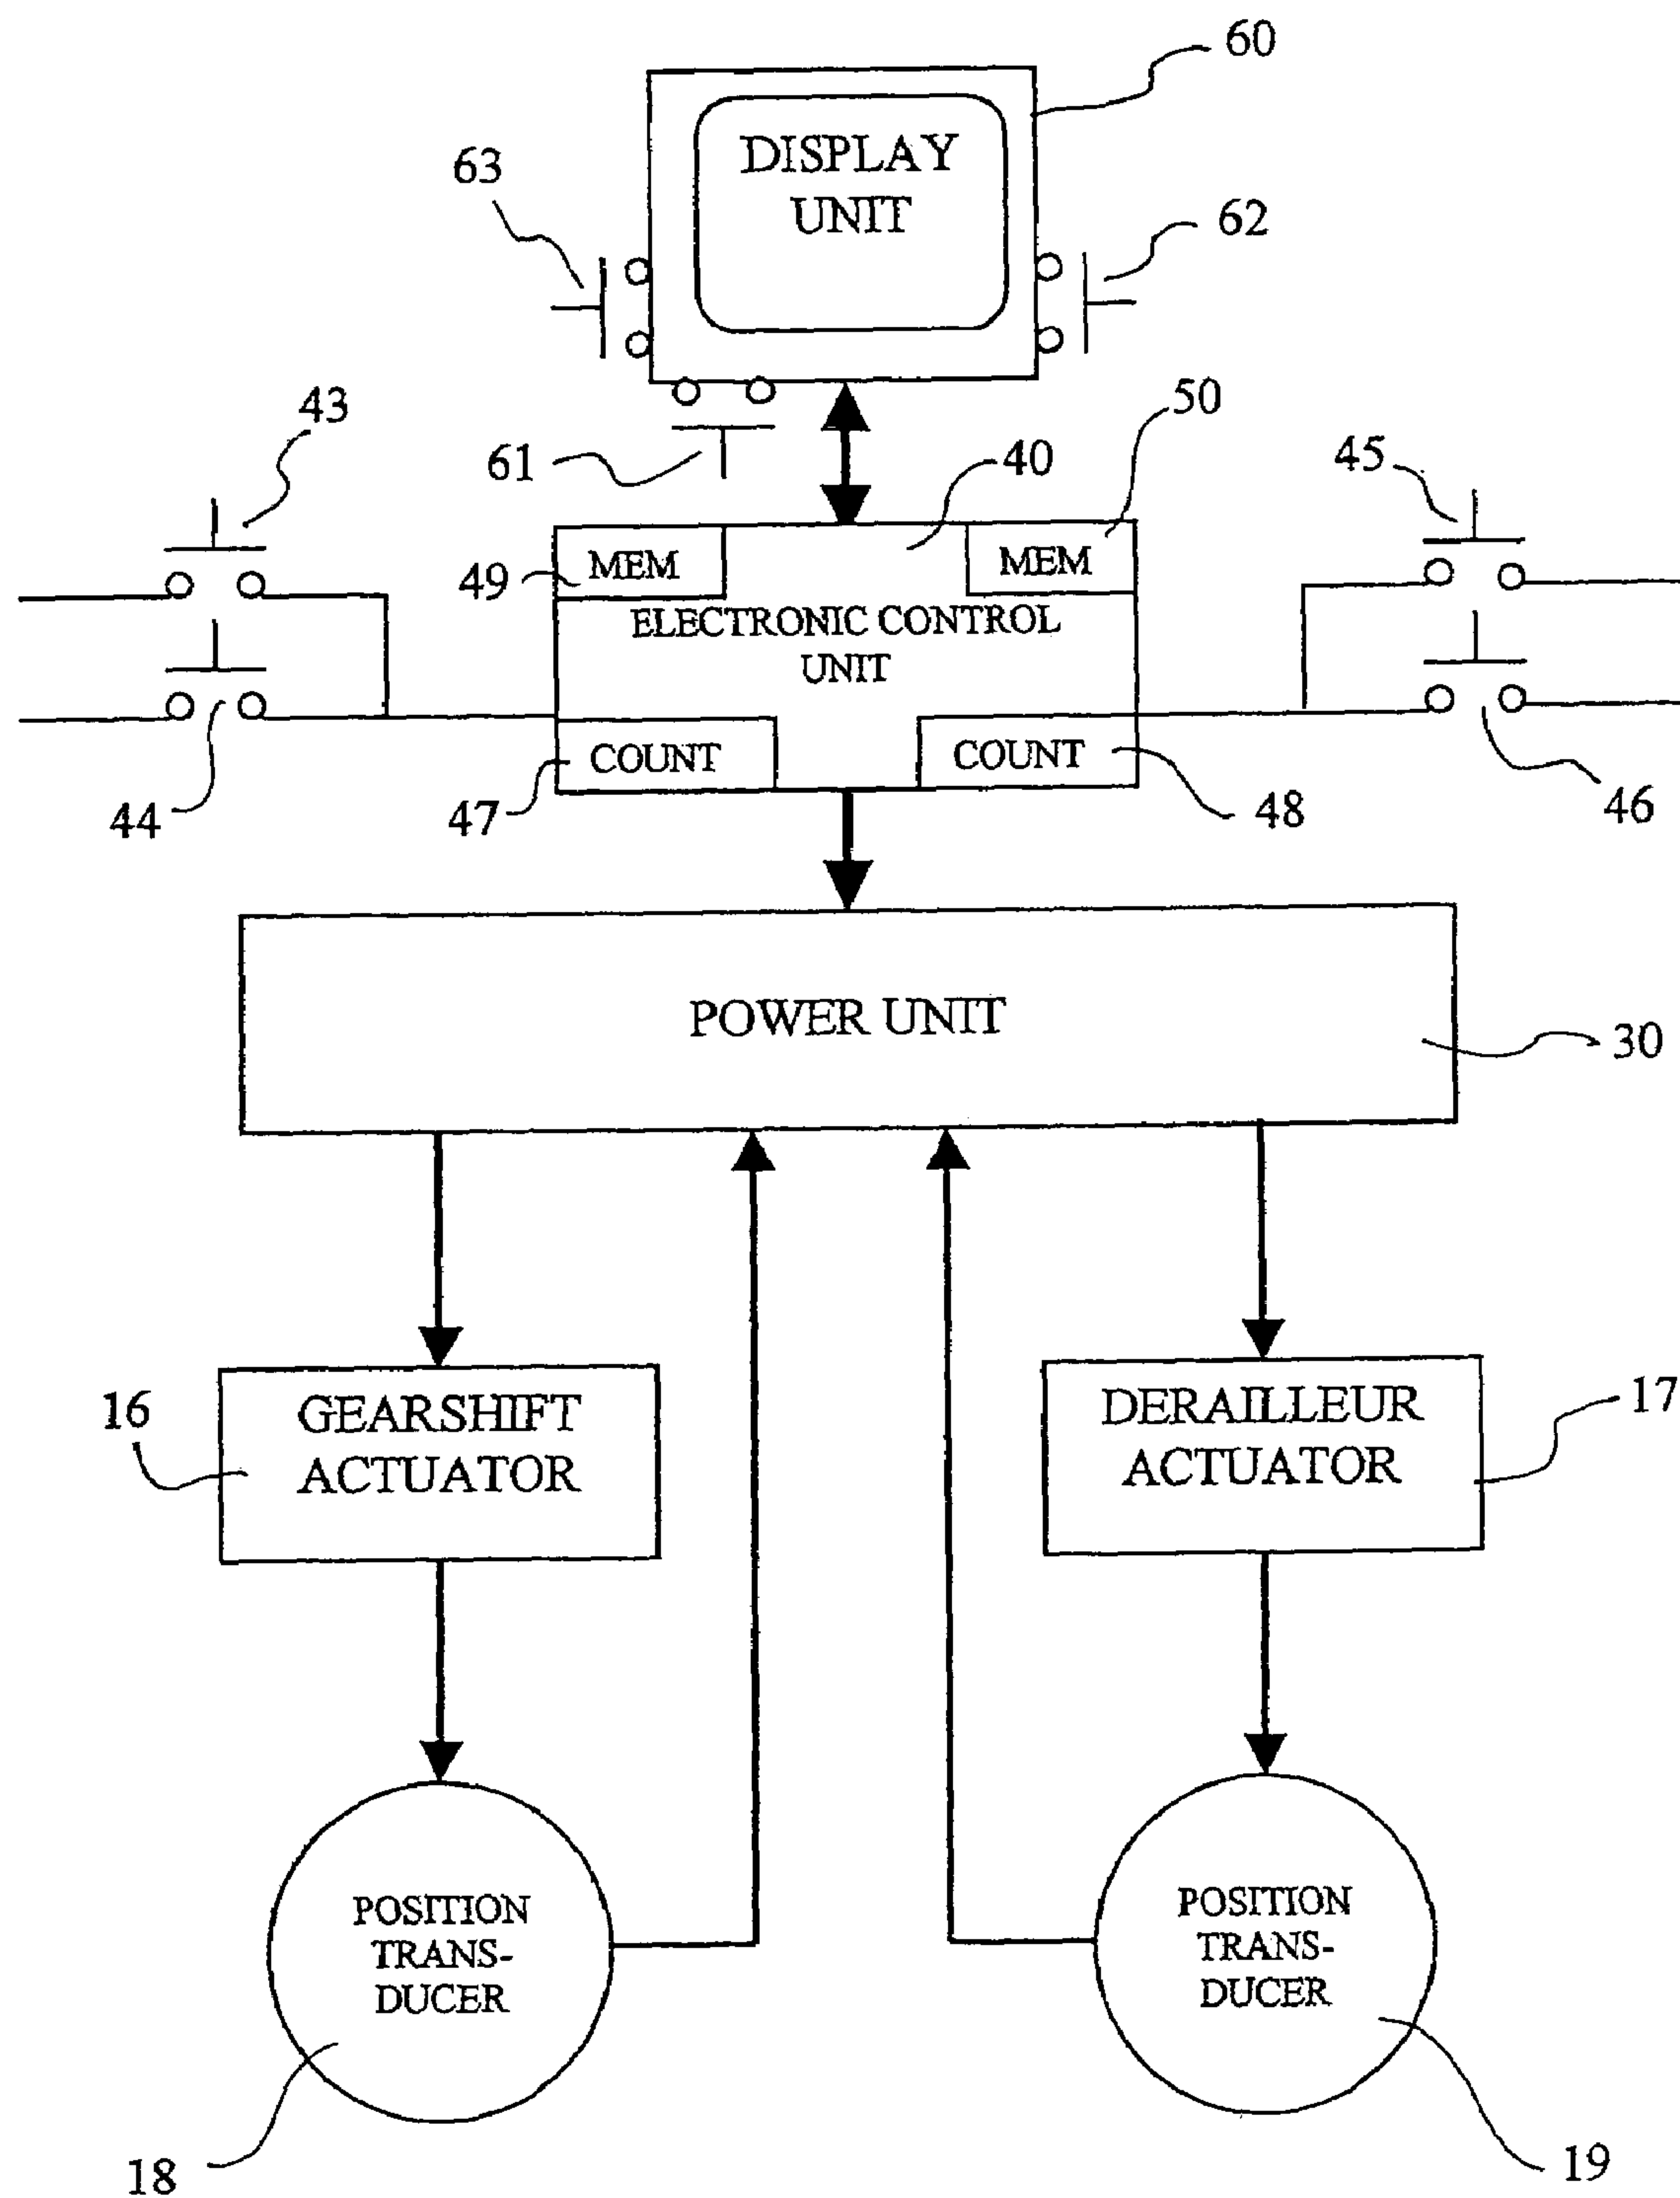 60
DISPLAY
UNIT
63
62
43
61
50
40
45
49
MEM
MEM
ELECTRONIC CONTROL
UNIT
COUNT
COUNT
44
47
48
46
POWER UNIT
30
16
GEARSHIFT
ACTUATOR
DERAILLEUR
ACTUATOR
17
POSITION
TRANS-
DUCER
POSITION
TRANS-
DUCER
18
19